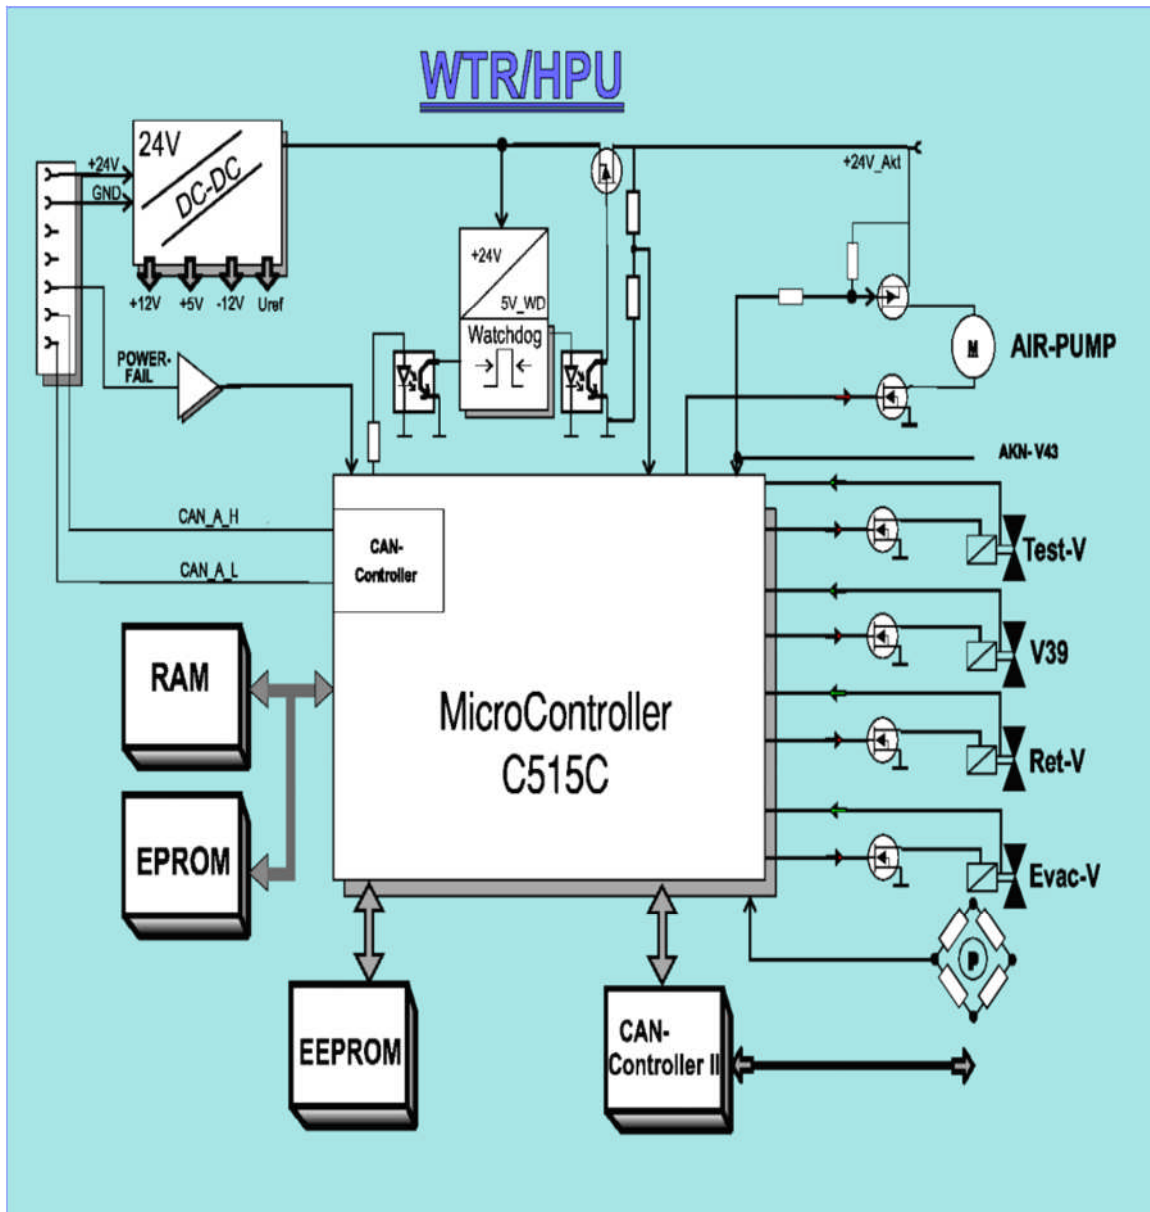 WTR/HPU
24V
DC-DC
+24V
GND
+12V
+5V
-12V
Uref
+24V
5V_WD
Watchdog
+24V_Akt
M
AIR-PUMP
POWER-
FAIL
AKN- V43
CAN_A_H
CAN_A_L
CAN-
Controller
Test-V
V39
Ret-V
Evac-V
P
RAM
EPROM
MicroController
C515C
EEPROM
CAN-
Controller II